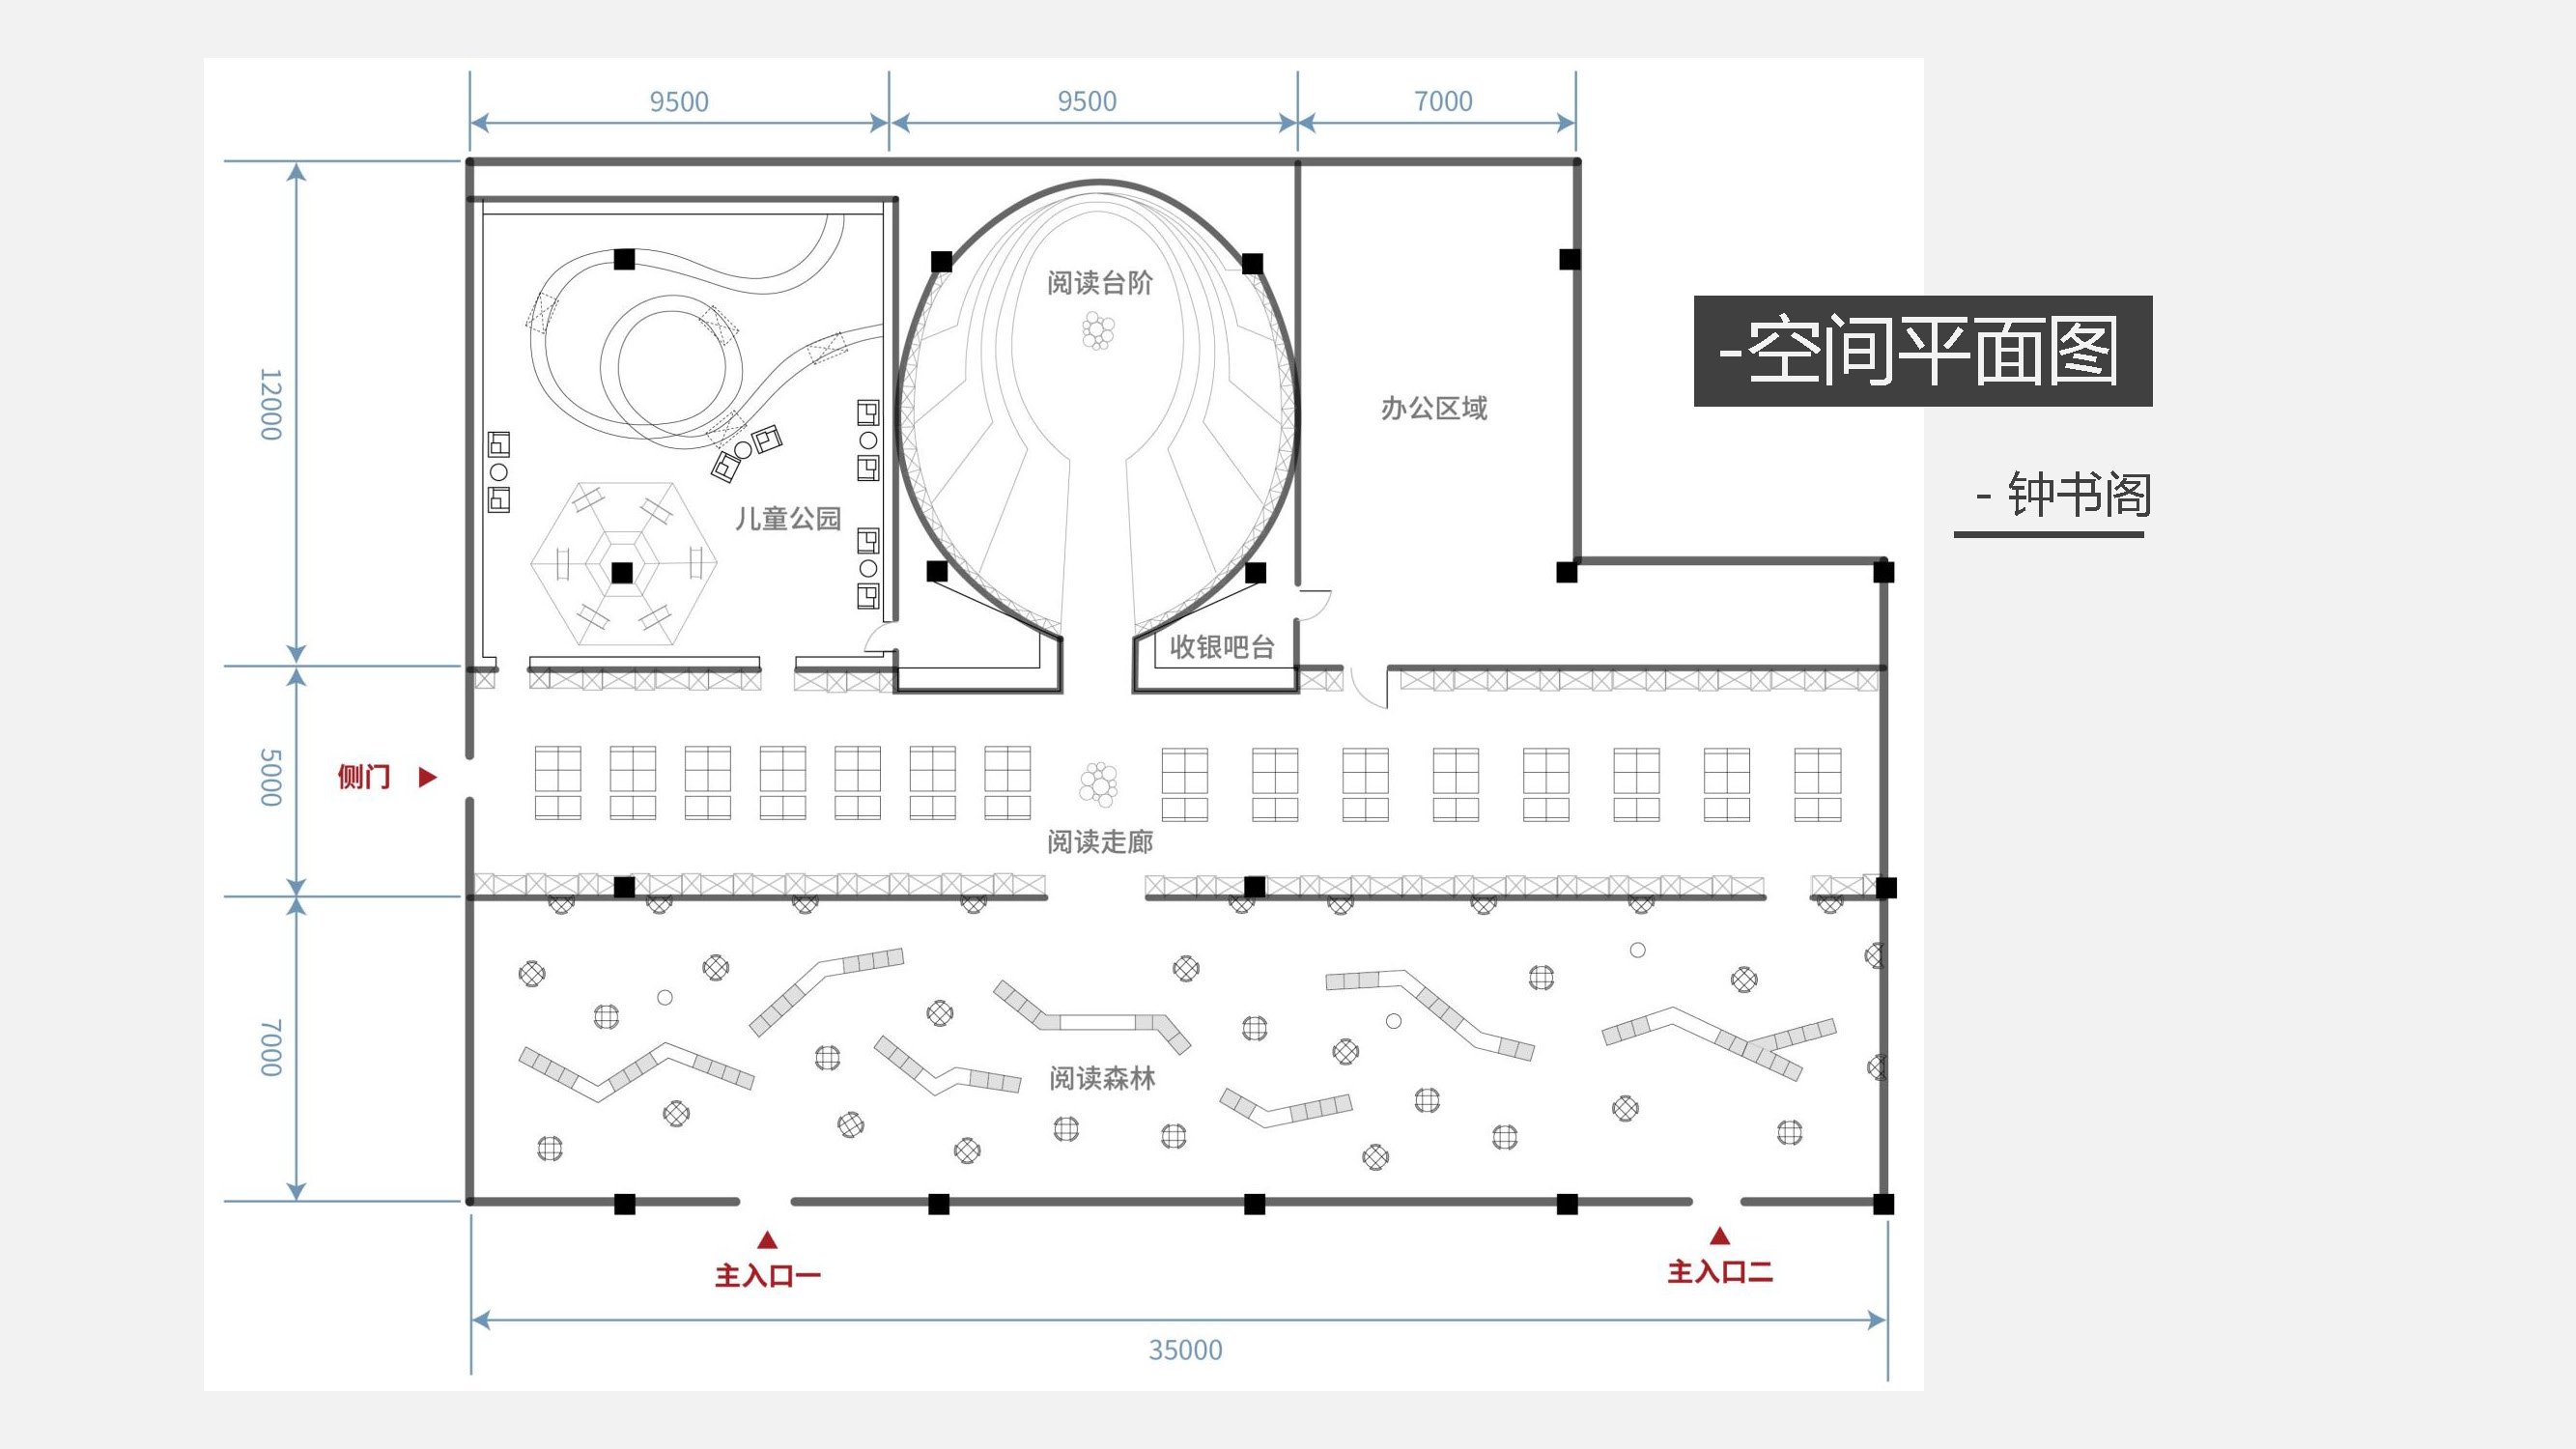 9500
9500
7000
12000
5000
7000
阅读台阶
办公区域
儿童公园
收银吧台
侧门
阅读走廊
阅读森林
主入口一
主入口二
35000
-空间平面图
- 钟书阁